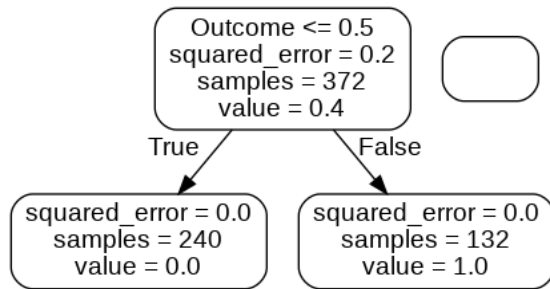 Outcome <= 0.5
squared_error = 0.2
samples = 372
value = 0.4
True
False
squared_error = 0.0
samples = 240
value = 0.0
squared_error = 0.0
samples = 132
value = 1.0